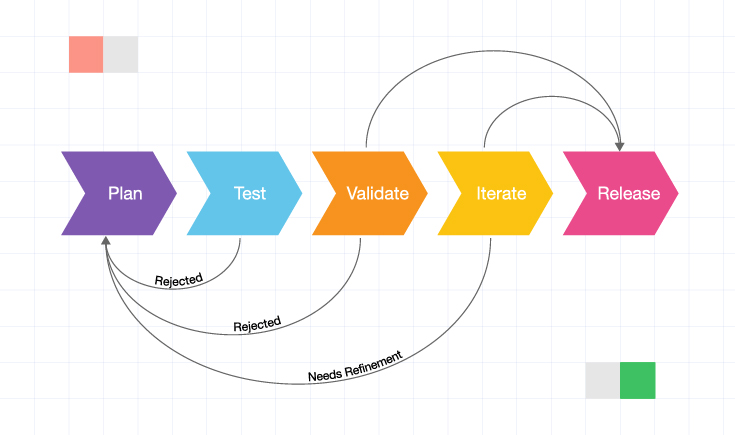 Plan
Test
Validate
Iterate
Release
Rejected
Rejected
Needs Refinement